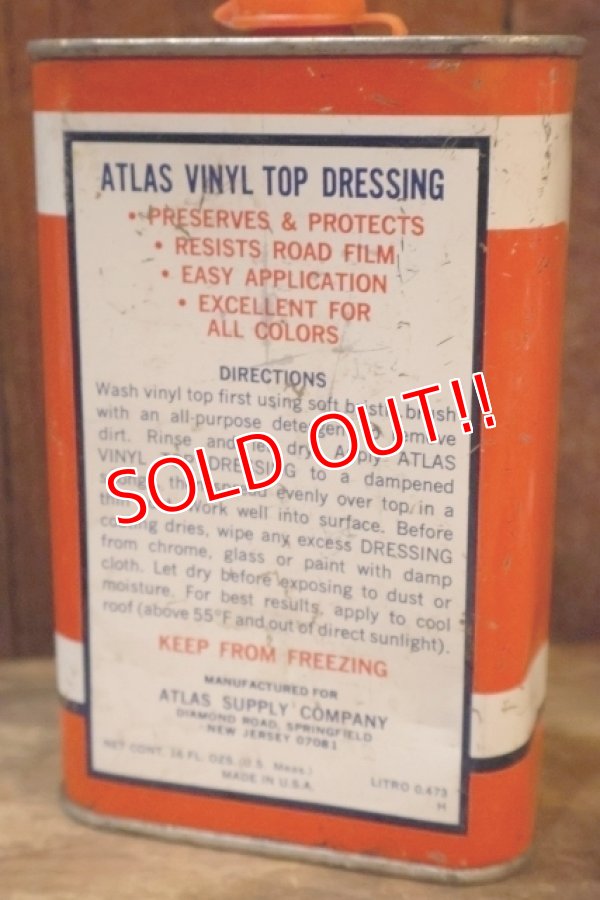 ATLAS VINYL TOP DRESSING
• PRESERVES & PROTECTS
• RESISTS ROAD FILM
• EASY APPLICATION
• EXCELLENT FOR
ALL COLORS
DIRECTIONS
Wash vinyl top first using soft bristle brush
with an all-purpose detergent to remove
dirt. Rinse and let dry. Apply ATLAS
VINYL TOP DRESSING to a dampened
then spread evenly over top in a
thin Work well into surface. Before
coating dries, wipe any excess DRESSING
from chrome, glass or paint with damp
cloth. Let dry before exposing to dust or
moisture. For best results, apply to cool
roof (above 55°F and out of direct sunlight).
KEEP FROM FREEZING
MANUFACTURED FOR
ATLAS SUPPLY COMPANY
DIAMOND ROAD, SPRINGFIELD
NEW JERSEY 07081
NET CONT. 16 FL. OZS. (U.S. Meas.) LITRO 0.473
MADE IN U.S.A. H
SOLD OUT!!